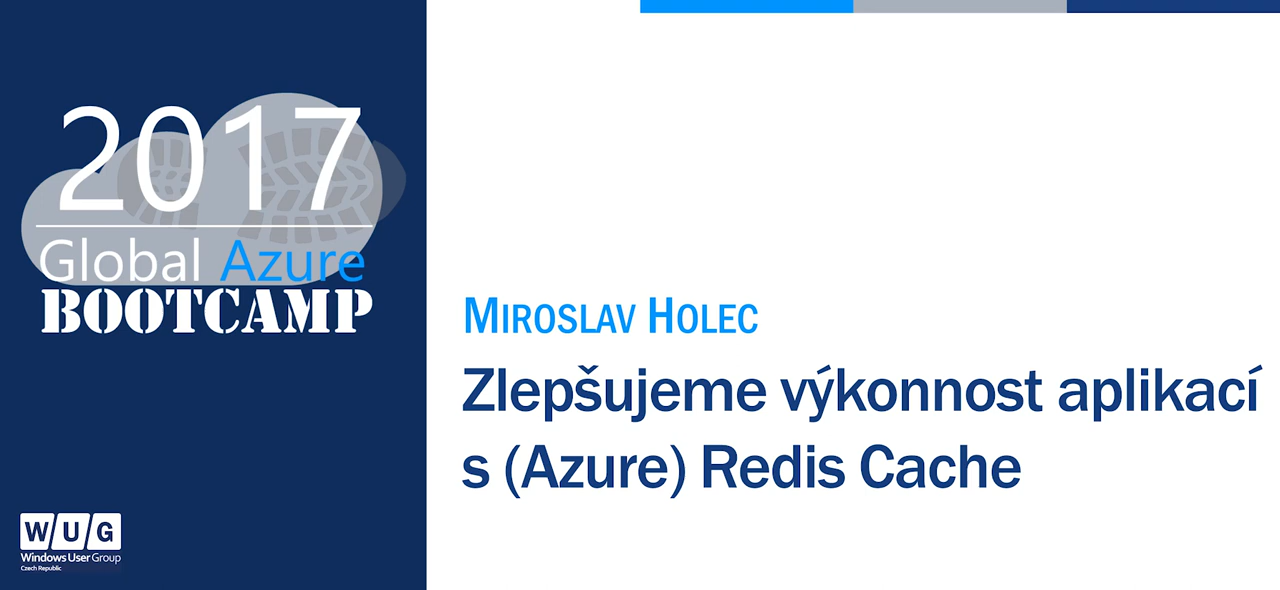 2017
Global Azure
BOOTCAMP
WUG
Windows User Group
Czech Republic
MIROSLAV HOLEC
Zlepšujeme výkonnost aplikací
s (Azure) Redis Cache